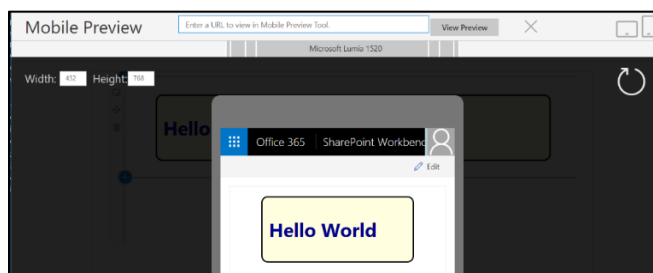 Mobile Preview
Enter a URL to view in Mobile Preview Tool.
View Preview
Microsoft Lumia 1520
Width: 432 Height: 768
Hello
Office 365
SharePoint Workbenc
Edit
Hello World